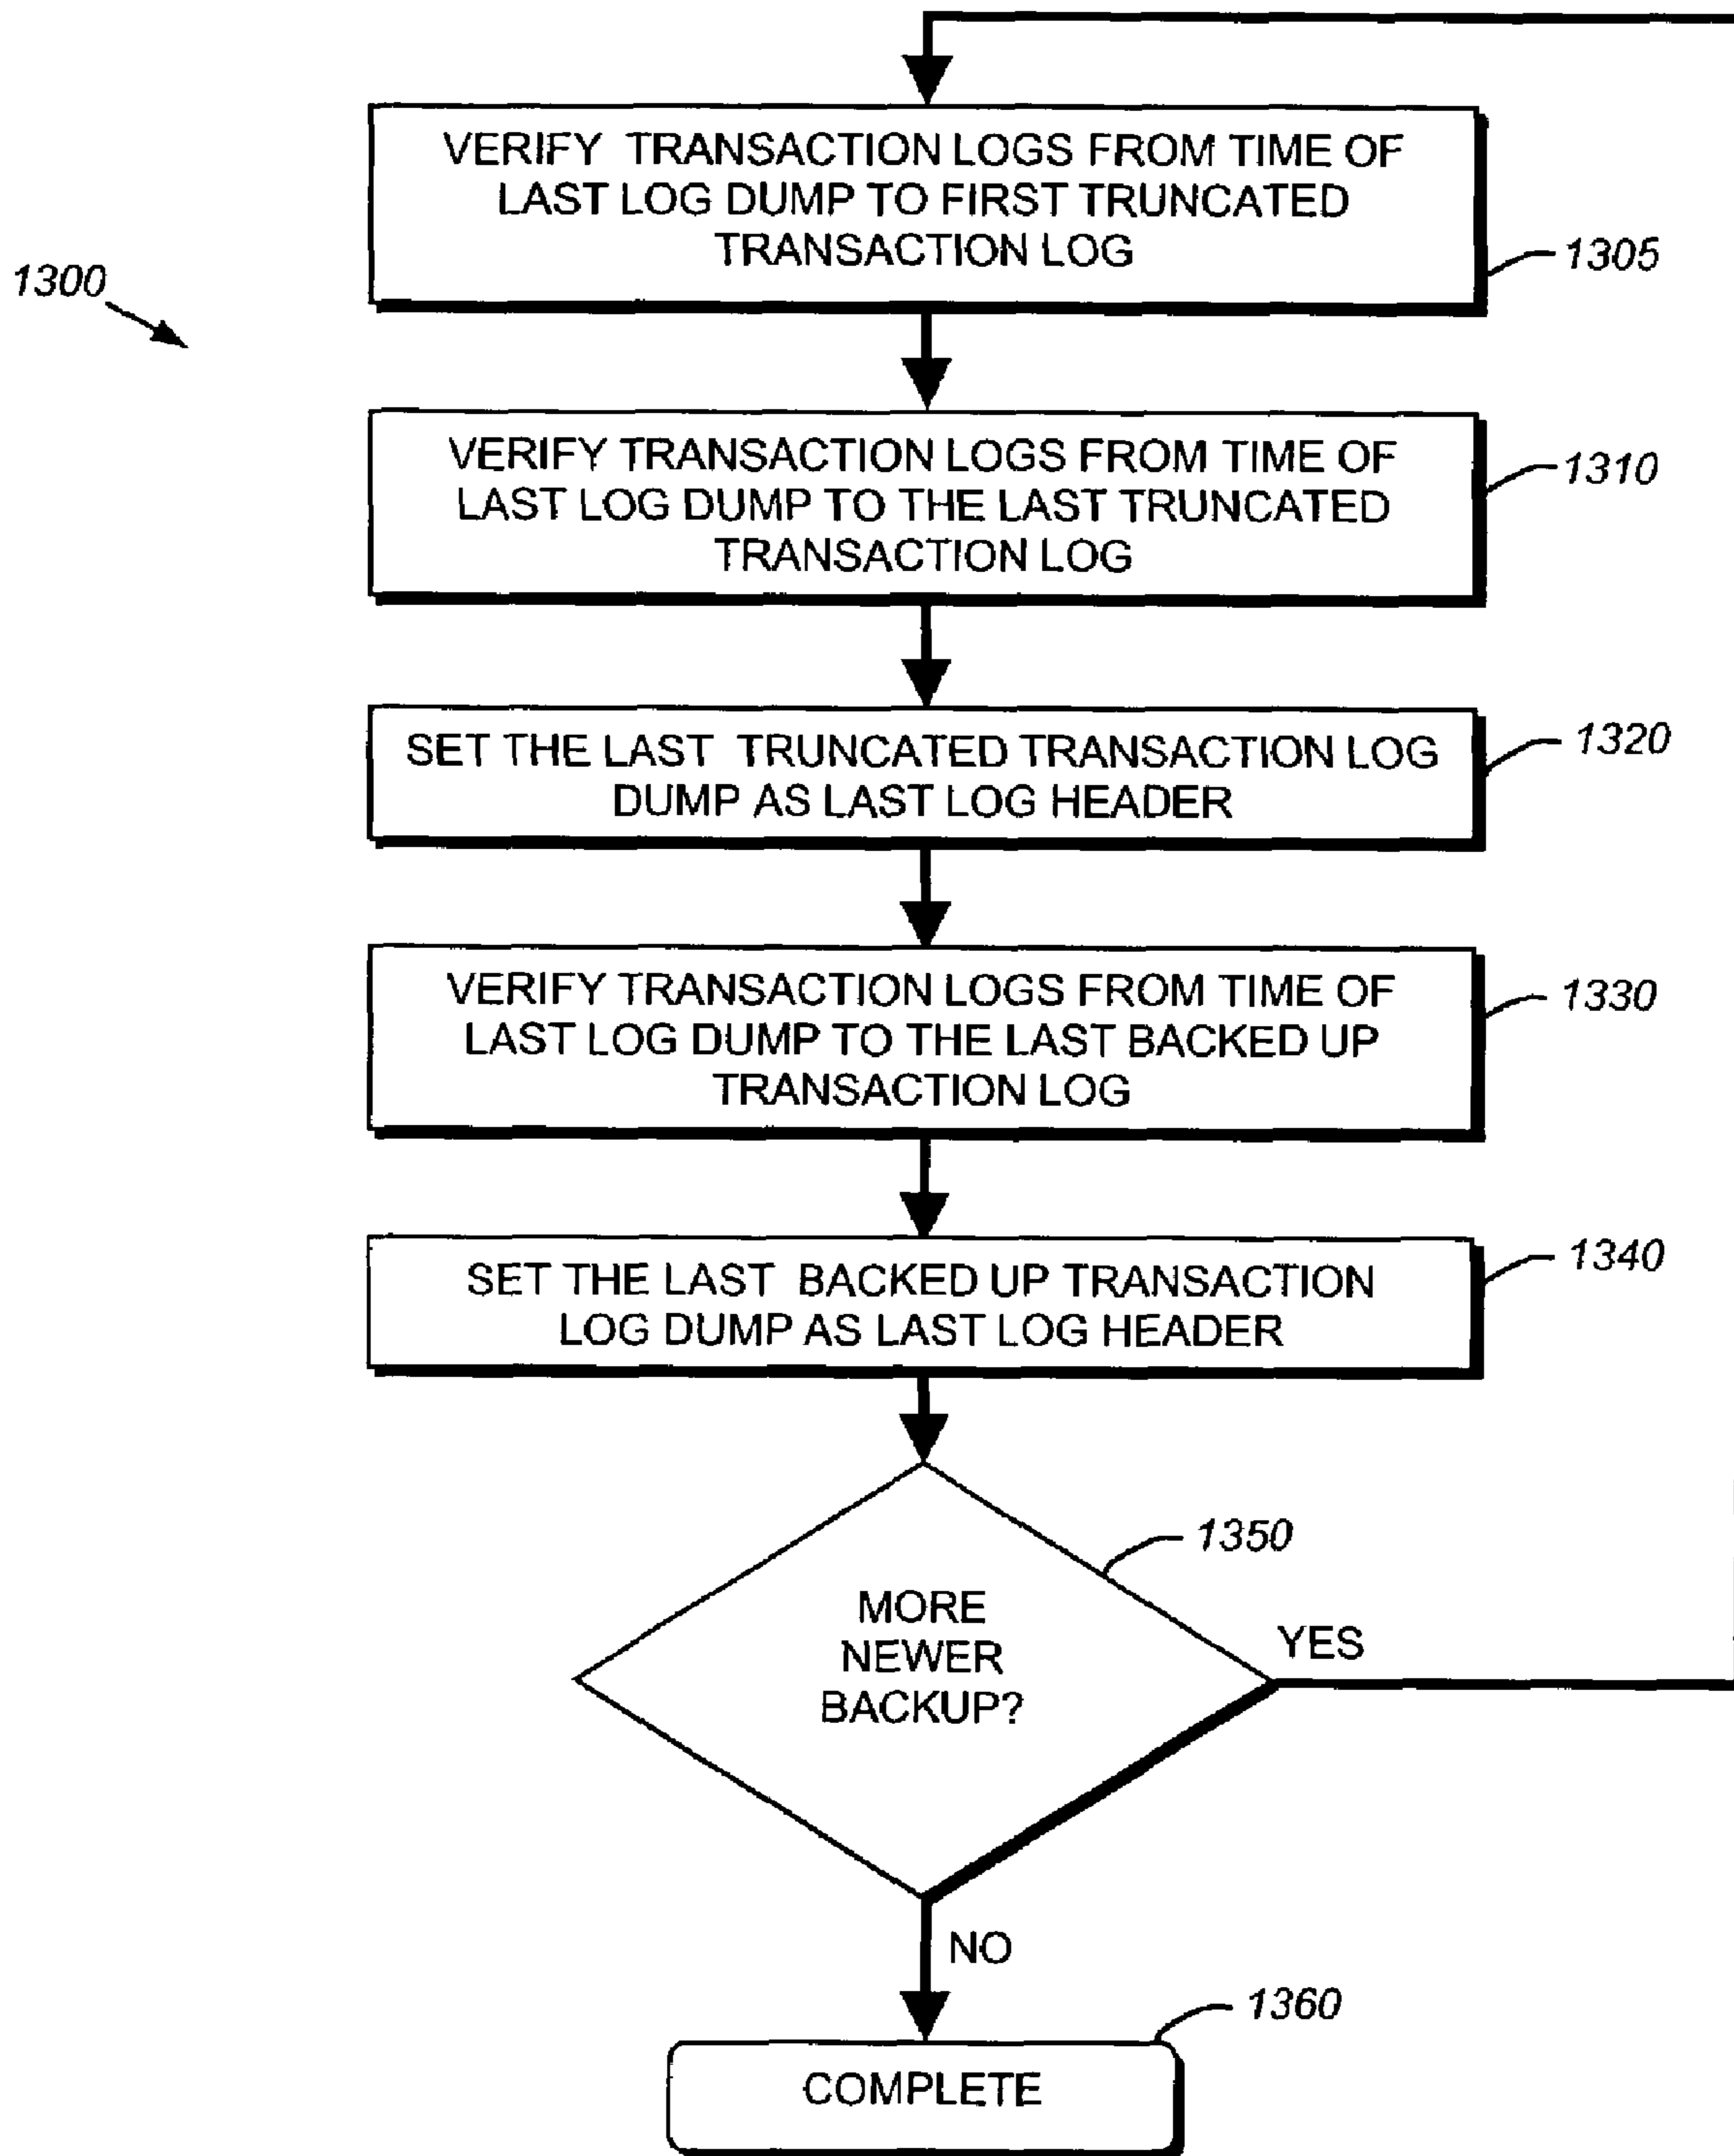 VERIFY TRANSACTION LOGS FROM TIME OF
LAST LOG DUMP TO FIRST TRUNCATED
TRANSACTION LOG
1305
1300
VERIFY TRANSACTION LOGS FROM TIME OF
LAST LOG DUMP TO THE LAST TRUNCATED
TRANSACTION LOG
1310
SET THE LAST TRUNCATED TRANSACTION LOG
DUMP AS LAST LOG HEADER
1320
VERIFY TRANSACTION LOGS FROM TIME OF
LAST LOG DUMP TO THE LAST BACKED UP
TRANSACTION LOG
1330
SET THE LAST BACKED UP TRANSACTION
LOG DUMP AS LAST LOG HEADER
1340
1350
MORE
NEWER
BACKUP?
YES
NO
1360
COMPLETE